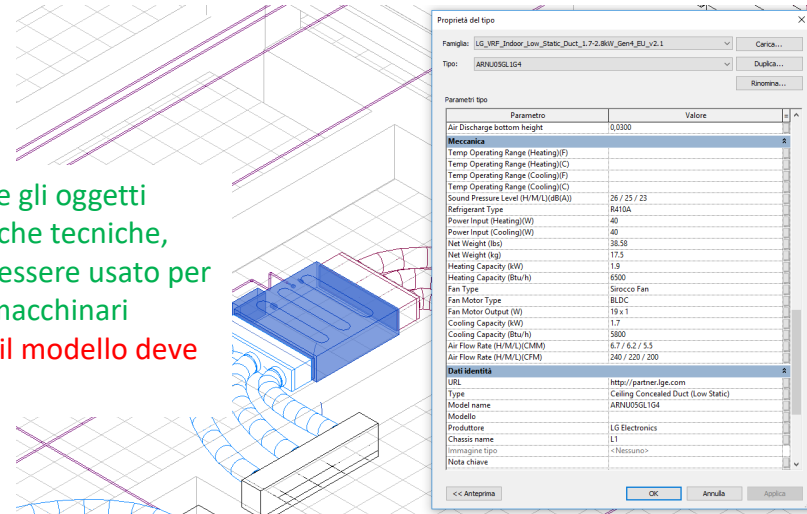 e gli oggetti
che tecniche,
essere usato per
macchinari
il modello deve
Proprietà del tipo
Famiglia: LG_VRF_Indoor_Low_Static_Duct_1.7-2.8kW_Gen4_EU_v2.1 Carica...
Tipo: ARNU05GL1G4 Duplica...
Rinomina...
Parametri tipo
Parametro Valore =
Air Discharge bottom height 0,0300
Meccanica
Temp Operating Range (Heating)(F)
Temp Operating Range (Heating)(C)
Temp Operating Range (Cooling)(F)
Temp Operating Range (Cooling)(C)
Sound Pressure Level (H/M/L)(dB(A)) 26 / 25 / 23
Refrigerant Type R410A
Power Input (Heating)(W) 40
Power Input (Cooling)(W) 40
Net Weight (lbs) 38.58
Net Weight (kg) 17.5
Heating Capacity (kW) 1.9
Heating Capacity (Btu/h) 6500
Fan Type Sirocco Fan
Fan Motor Type BLDC
Fan Motor Output (W) 19 x 1
Cooling Capacity (kW) 1.7
Cooling Capacity (Btu/h) 5800
Air Flow Rate (H/M/L)(CMM) 6.7 / 6.2 / 5.5
Air Flow Rate (H/M/L)(CFM) 240 / 220 / 200
Dati identità
URL http://partner.lge.com
Type Ceiling Concealed Duct (Low Static)
Model name ARNU05GL1G4
Modello
Produttore LG Electronics
Chassis name L1
Immagine tipo <Nessuno>
Nota chiave
<< Anteprima OK Annulla Applica